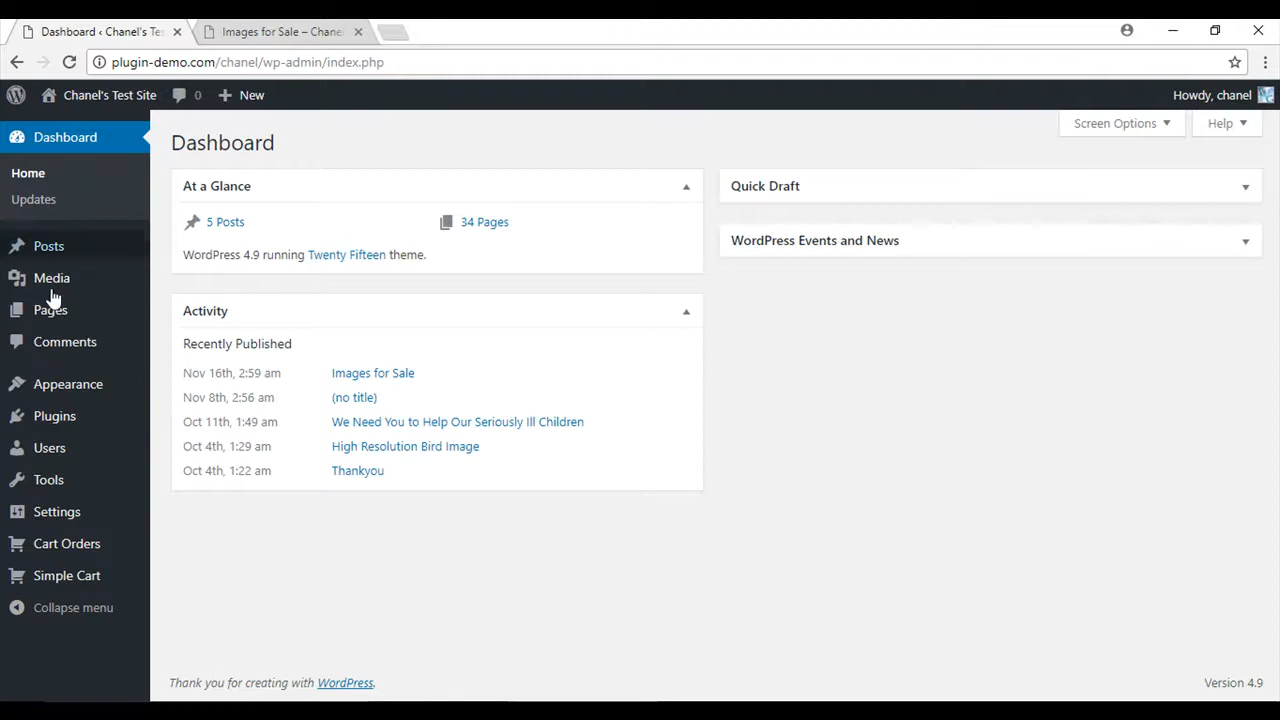 Dashboard ‹ Chanel's Tes
Images for Sale – Chane
plugin-demo.com/chanel/wp-admin/index.php
Chanel's Test Site
0
New
Howdy, chanel
Dashboard
Home
Updates
Posts
Media
Pages
Comments
Appearance
Plugins
Users
Tools
Settings
Cart Orders
Simple Cart
Collapse menu
Screen Options
Help
Dashboard
At a Glance
5 Posts
34 Pages
WordPress 4.9 running Twenty Fifteen theme.
Activity
Recently Published
Nov 16th, 2:59 am Images for Sale
Nov 8th, 2:56 am (no title)
Oct 11th, 1:49 am We Need You to Help Our Seriously Ill Children
Oct 4th, 1:29 am High Resolution Bird Image
Oct 4th, 1:22 am Thankyou
Quick Draft
WordPress Events and News
Thank you for creating with WordPress.
Version 4.9